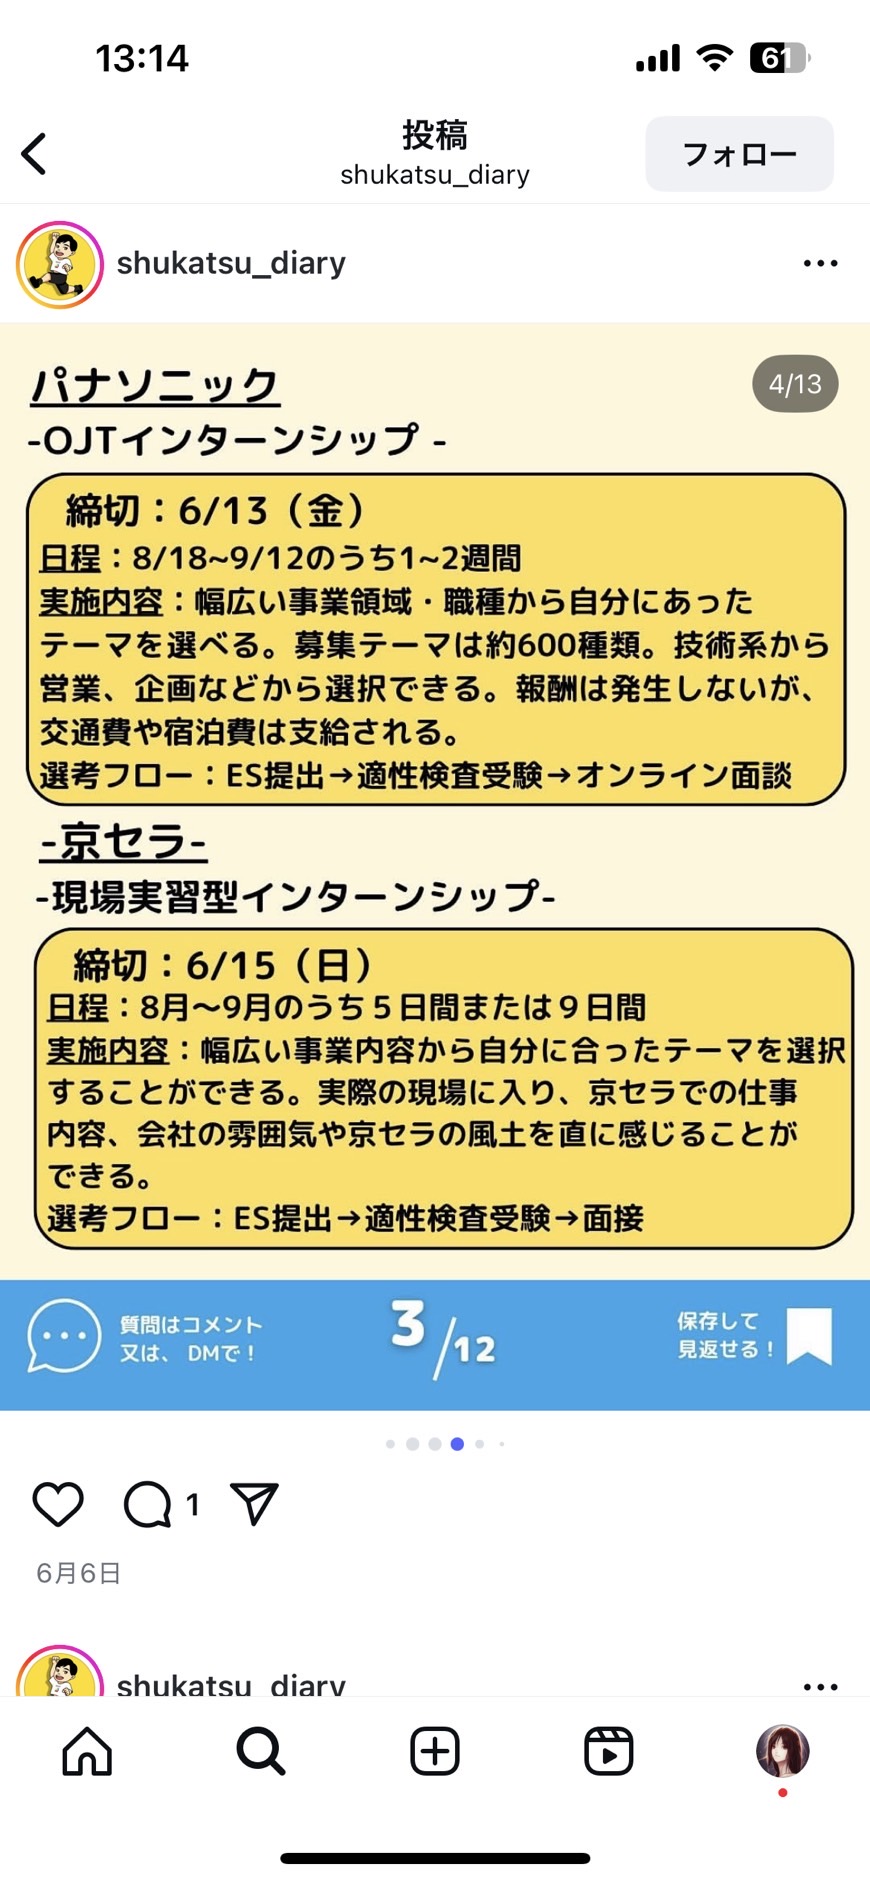 13:14
61
投稿
shukatsu_diary
フォロー
shukatsu_diary
パナソニック
4/13
-OJTインターンシップ -
締切：6/13（金）
日程：8/18~9/12のうち1~2週間
実施内容：幅広い事業領域・職種から自分にあった
テーマを選べる。募集テーマは約600種類。技術系から
営業、企画などから選択できる。報酬は発生しないが、
交通費や宿泊費は支給される。
選考フロー：ES提出→適性検査受験→オンライン面談
-京セラ-
-現場実習型インターンシップ-
締切：6/15（日）
日程：8月〜9月のうち５日間または９日間
実施内容：幅広い事業内容から自分に合ったテーマを選択
することができる。実際の現場に入り、京セラでの仕事
内容、会社の雰囲気や京セラの風土を直に感じることが
できる。
選考フロー：ES提出→適性検査受験→面接
質問はコメント
又は、 DMで！
3/12
保存して
見返せる！
1
6月6日
shukatsu_diary